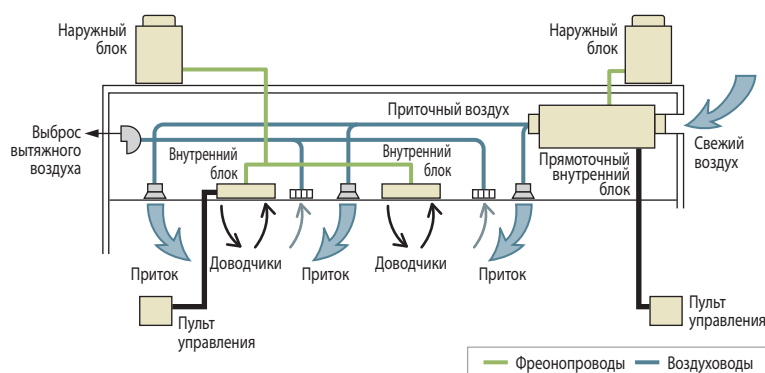 Наружный
блок
Наружный
блок
Приточный воздух
Выброс
вытяжного
воздуха
Внутренний
блок
Внутренний
блок
Прямоточный
внутренний
блок
Свежий
воздух
Приток
Доводчики
Приток
Доводчики
Приток
Пульт
управления
Пульт
управления
Фреонопроводы
Воздуховоды